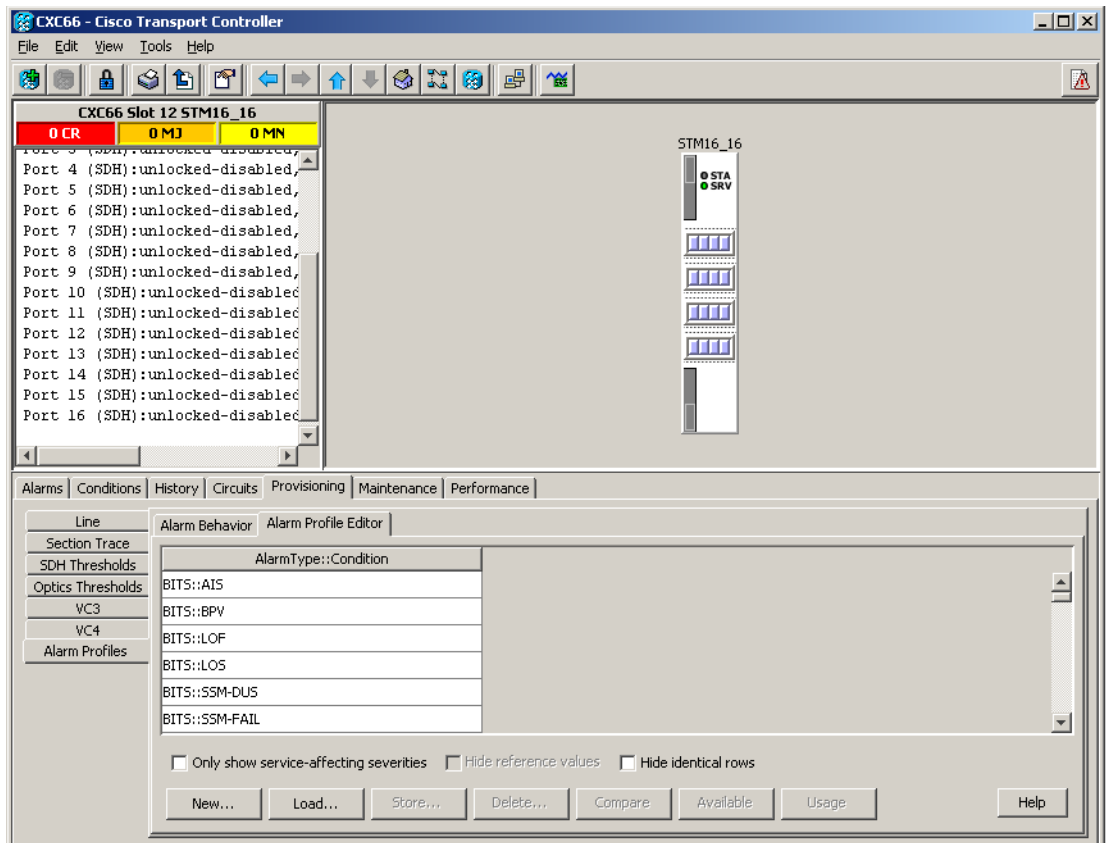 CXC66 - Cisco Transport Controller
File Edit View Tools Help
CXC66 Slot 12 STM16_16
0 CR 0 MJ 0 MN
Port 3 (SDH):unlocked-disabled,
Port 4 (SDH):unlocked-disabled,
Port 5 (SDH):unlocked-disabled,
Port 6 (SDH):unlocked-disabled,
Port 7 (SDH):unlocked-disabled,
Port 8 (SDH):unlocked-disabled,
Port 9 (SDH):unlocked-disabled,
Port 10 (SDH):unlocked-disabled
Port 11 (SDH):unlocked-disabled
Port 12 (SDH):unlocked-disabled
Port 13 (SDH):unlocked-disabled
Port 14 (SDH):unlocked-disabled
Port 15 (SDH):unlocked-disabled
Port 16 (SDH):unlocked-disabled
STM16_16
STA
SRV
Alarms Conditions History Circuits Provisioning Maintenance Performance
Line
Section Trace
SDH Thresholds
Optics Thresholds
VC3
VC4
Alarm Profiles
Alarm Behavior Alarm Profile Editor
AlarmType::Condition
BITS::AIS
BITS::BPV
BITS::LOF
BITS::LOS
BITS::SSM-DUS
BITS::SSM-FAIL
Only show service-affecting severities Hide reference values Hide identical rows
New... Load... Store... Delete... Compare Available Usage Help